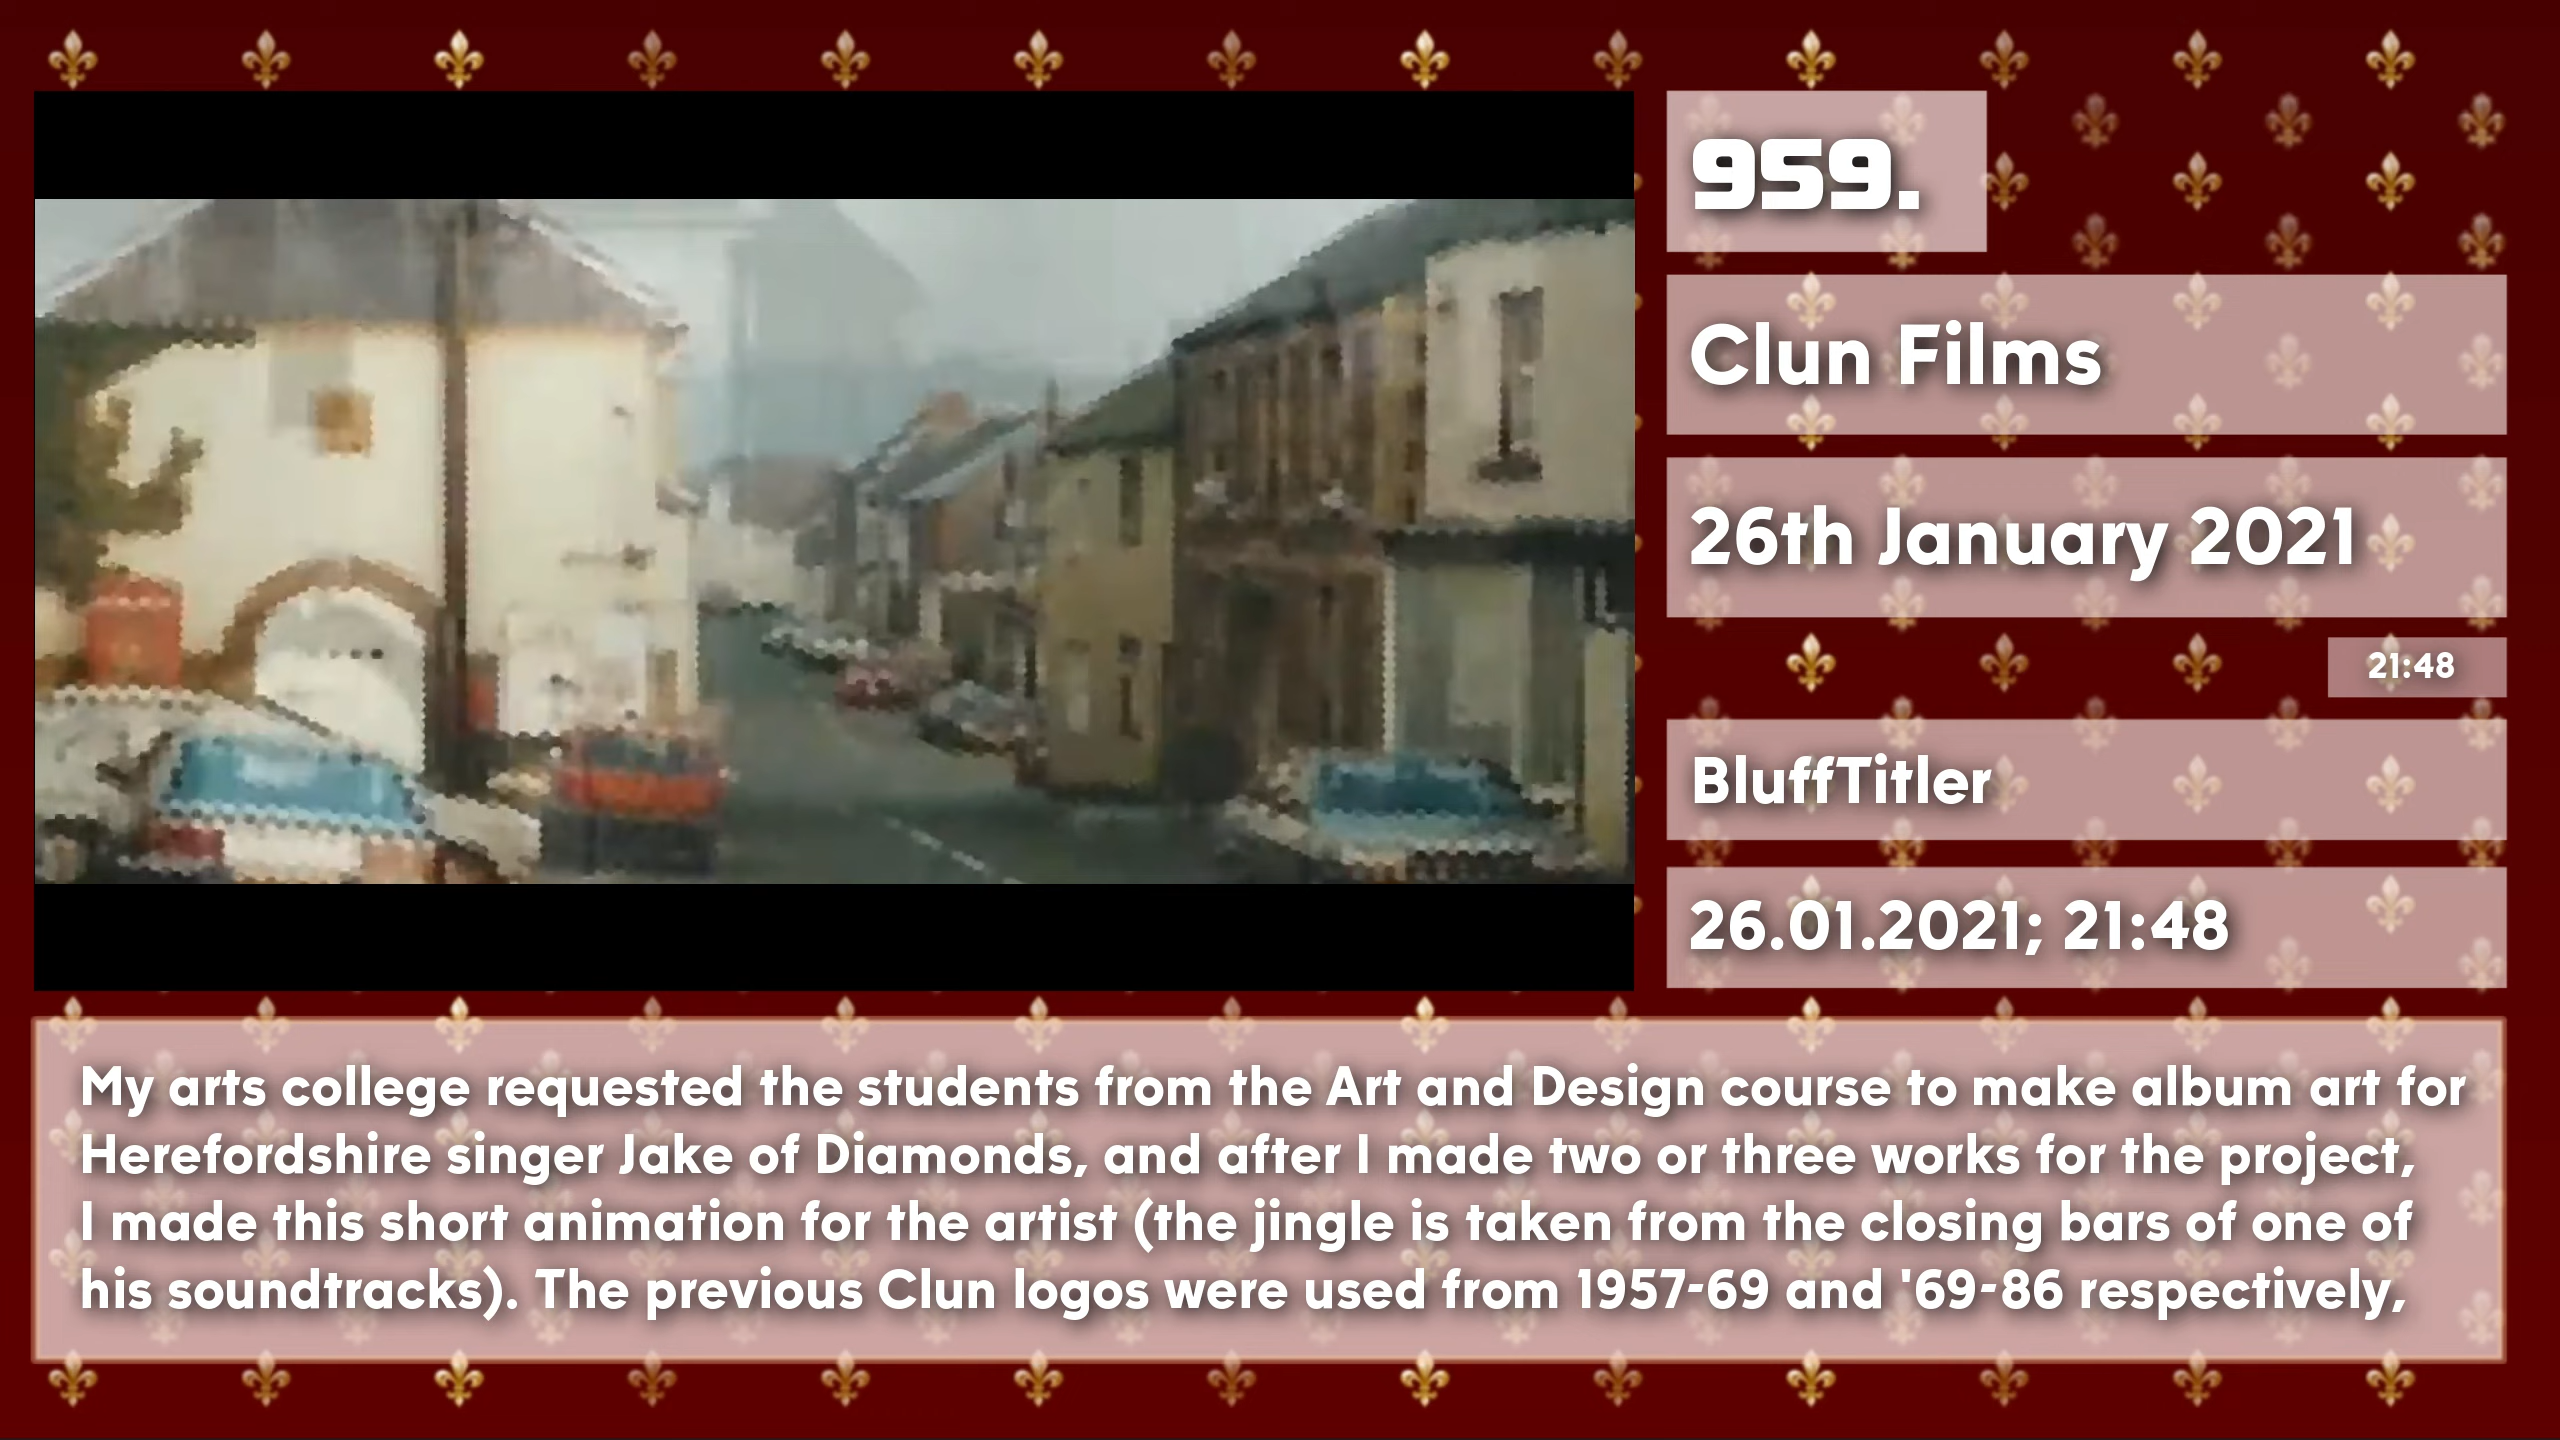 959.
Clun Films
26th January 2021
21:48
BluffTitler
26.01.2021; 21:48
My arts college requested the students from the Art and Design course to make album art for
Herefordshire singer Jake of Diamonds, and after I made two or three works for the project,
I made this short animation for the artist (the jingle is taken from the closing bars of one of
his soundtracks). The previous Clun logos were used from 1957-69 and '69-86 respectively,